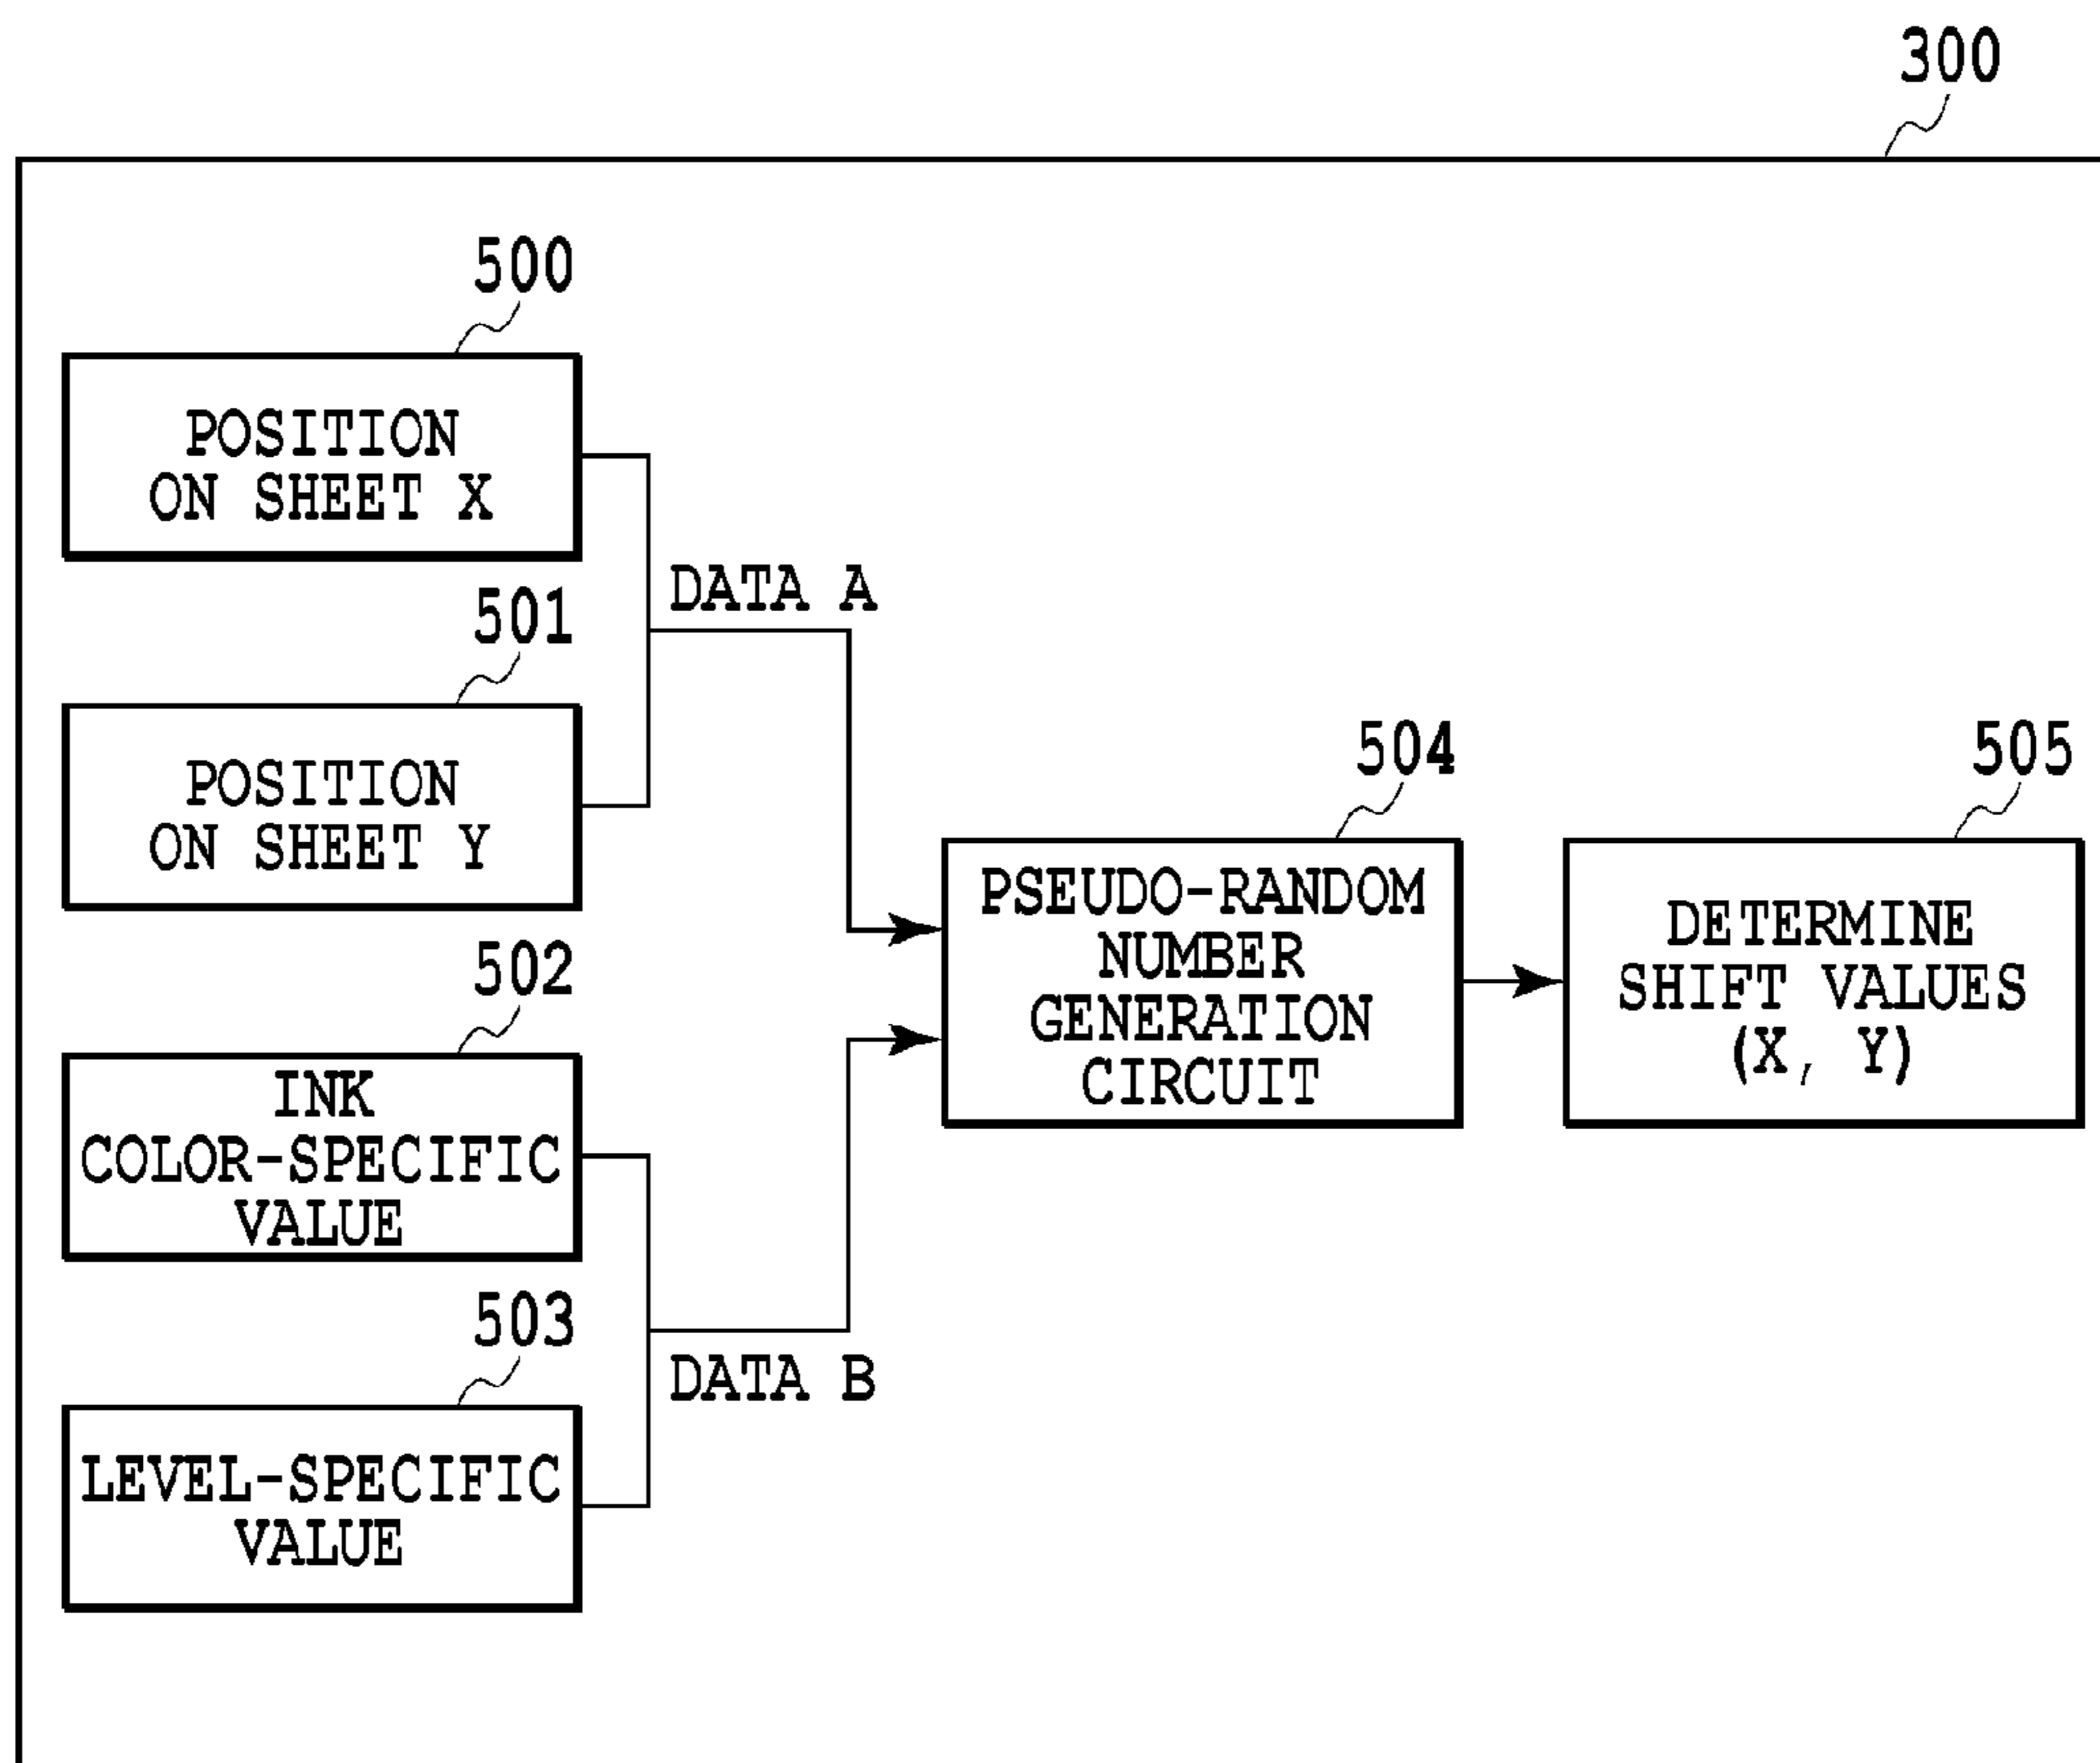 300
500
POSITION
ON SHEET X
DATA A
501
POSITION
ON SHEET Y
502
INK
COLOR-SPECIFIC
VALUE
503
LEVEL-SPECIFIC
VALUE
DATA B
504
PSEUDO-RANDOM
NUMBER
GENERATION
CIRCUIT
505
DETERMINE
SHIFT VALUES
(X, Y)